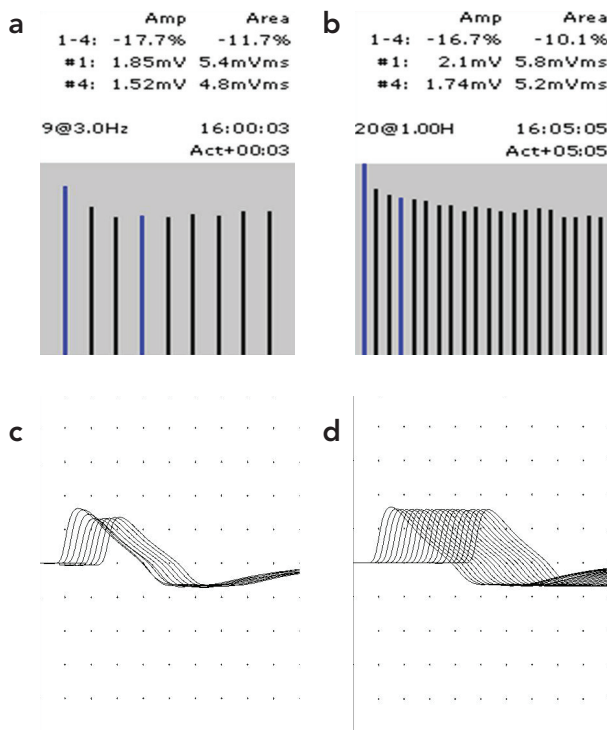 a
Amp Area
1-4: -17.7% -11.7%
#1: 1.85mV 5.4mVms
#4: 1.52mV 4.8mVms
9@3.0Hz 16:00:03
Act+00:03
b
Amp Area
1-4: -16.7% -10.1%
#1: 2.1mV 5.8mVms
#4: 1.74mV 5.2mVms
20@1.00H 16:05:05
Act+05:05
c
d